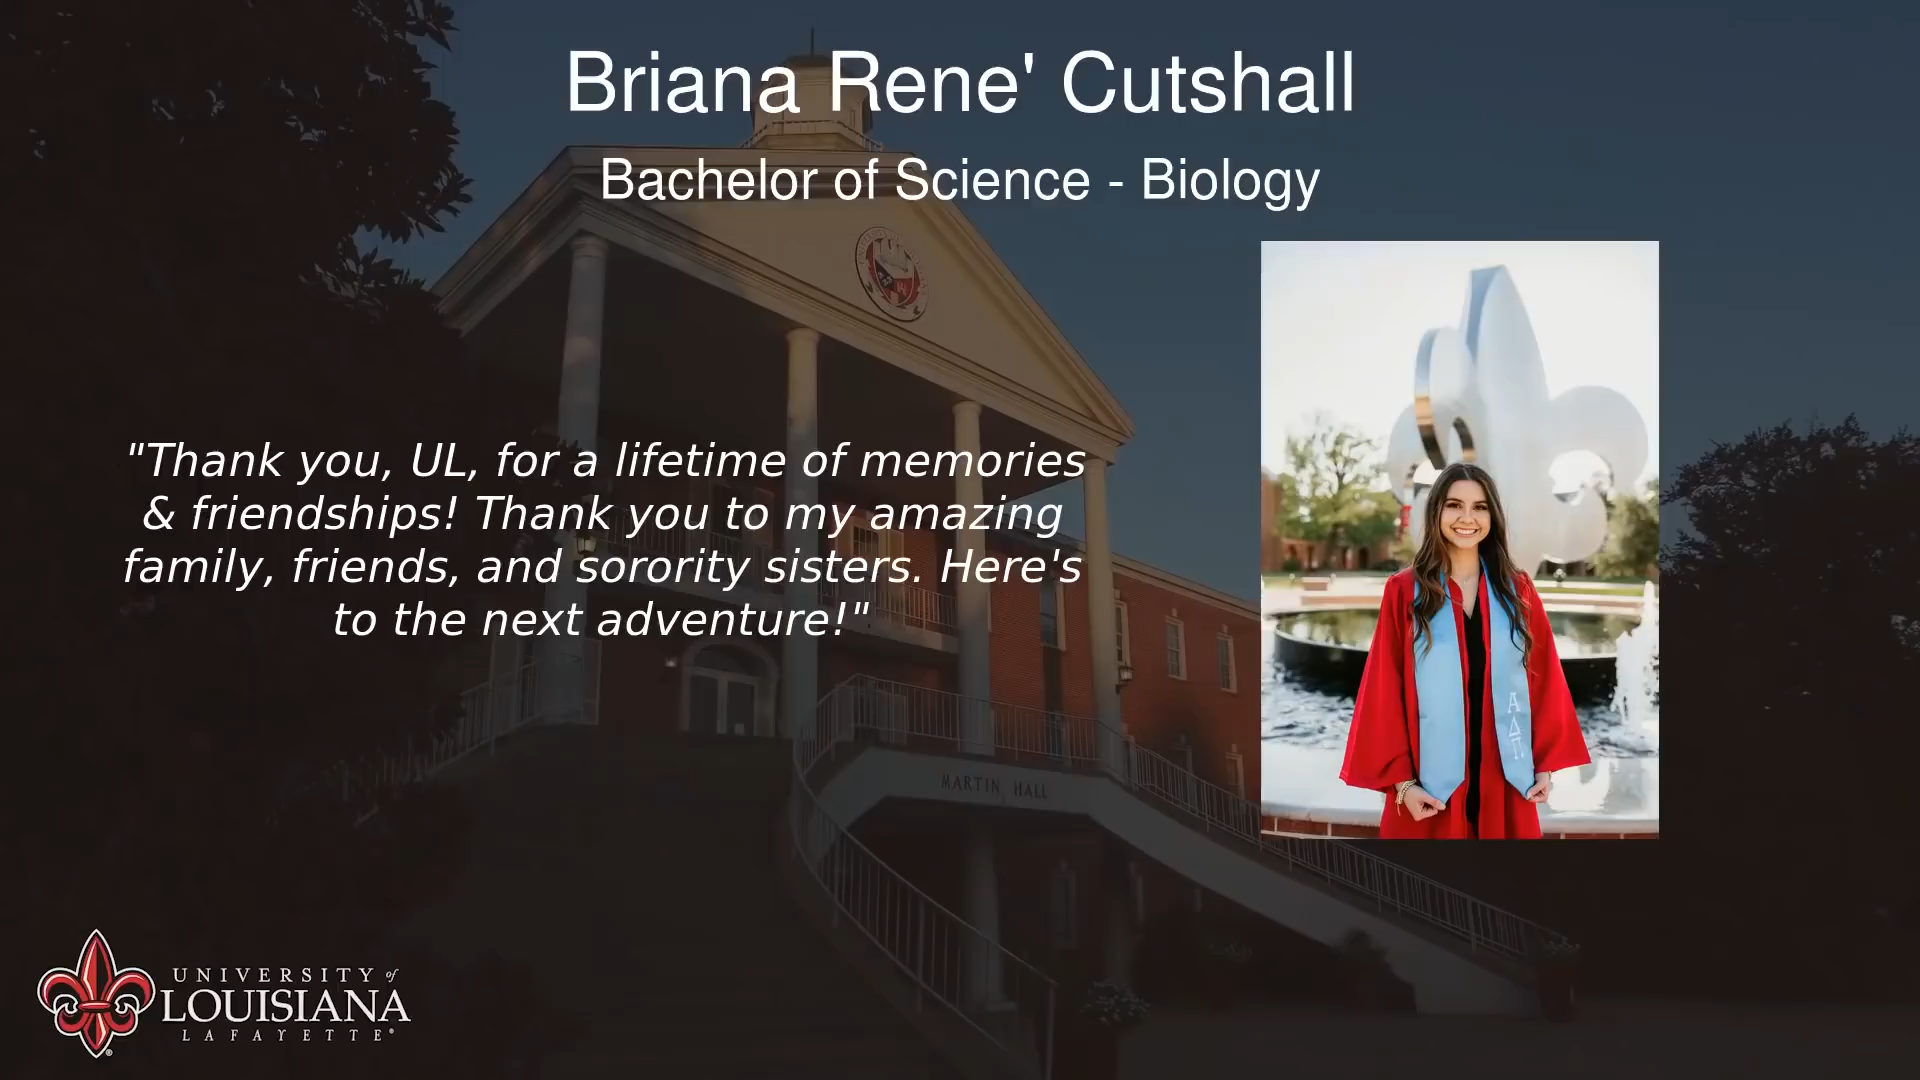 Briana Rene' Cutshall
Bachelor of Science - Biology
"Thank you, UL, for a lifetime of memories
& friendships! Thank you to my amazing
family, friends, and sorority sisters. Here's
to the next adventure!"
ΑΔΠ
MARTIN HALL
UNIVERSITY of
LOUISIANA
LAFAYETTE®